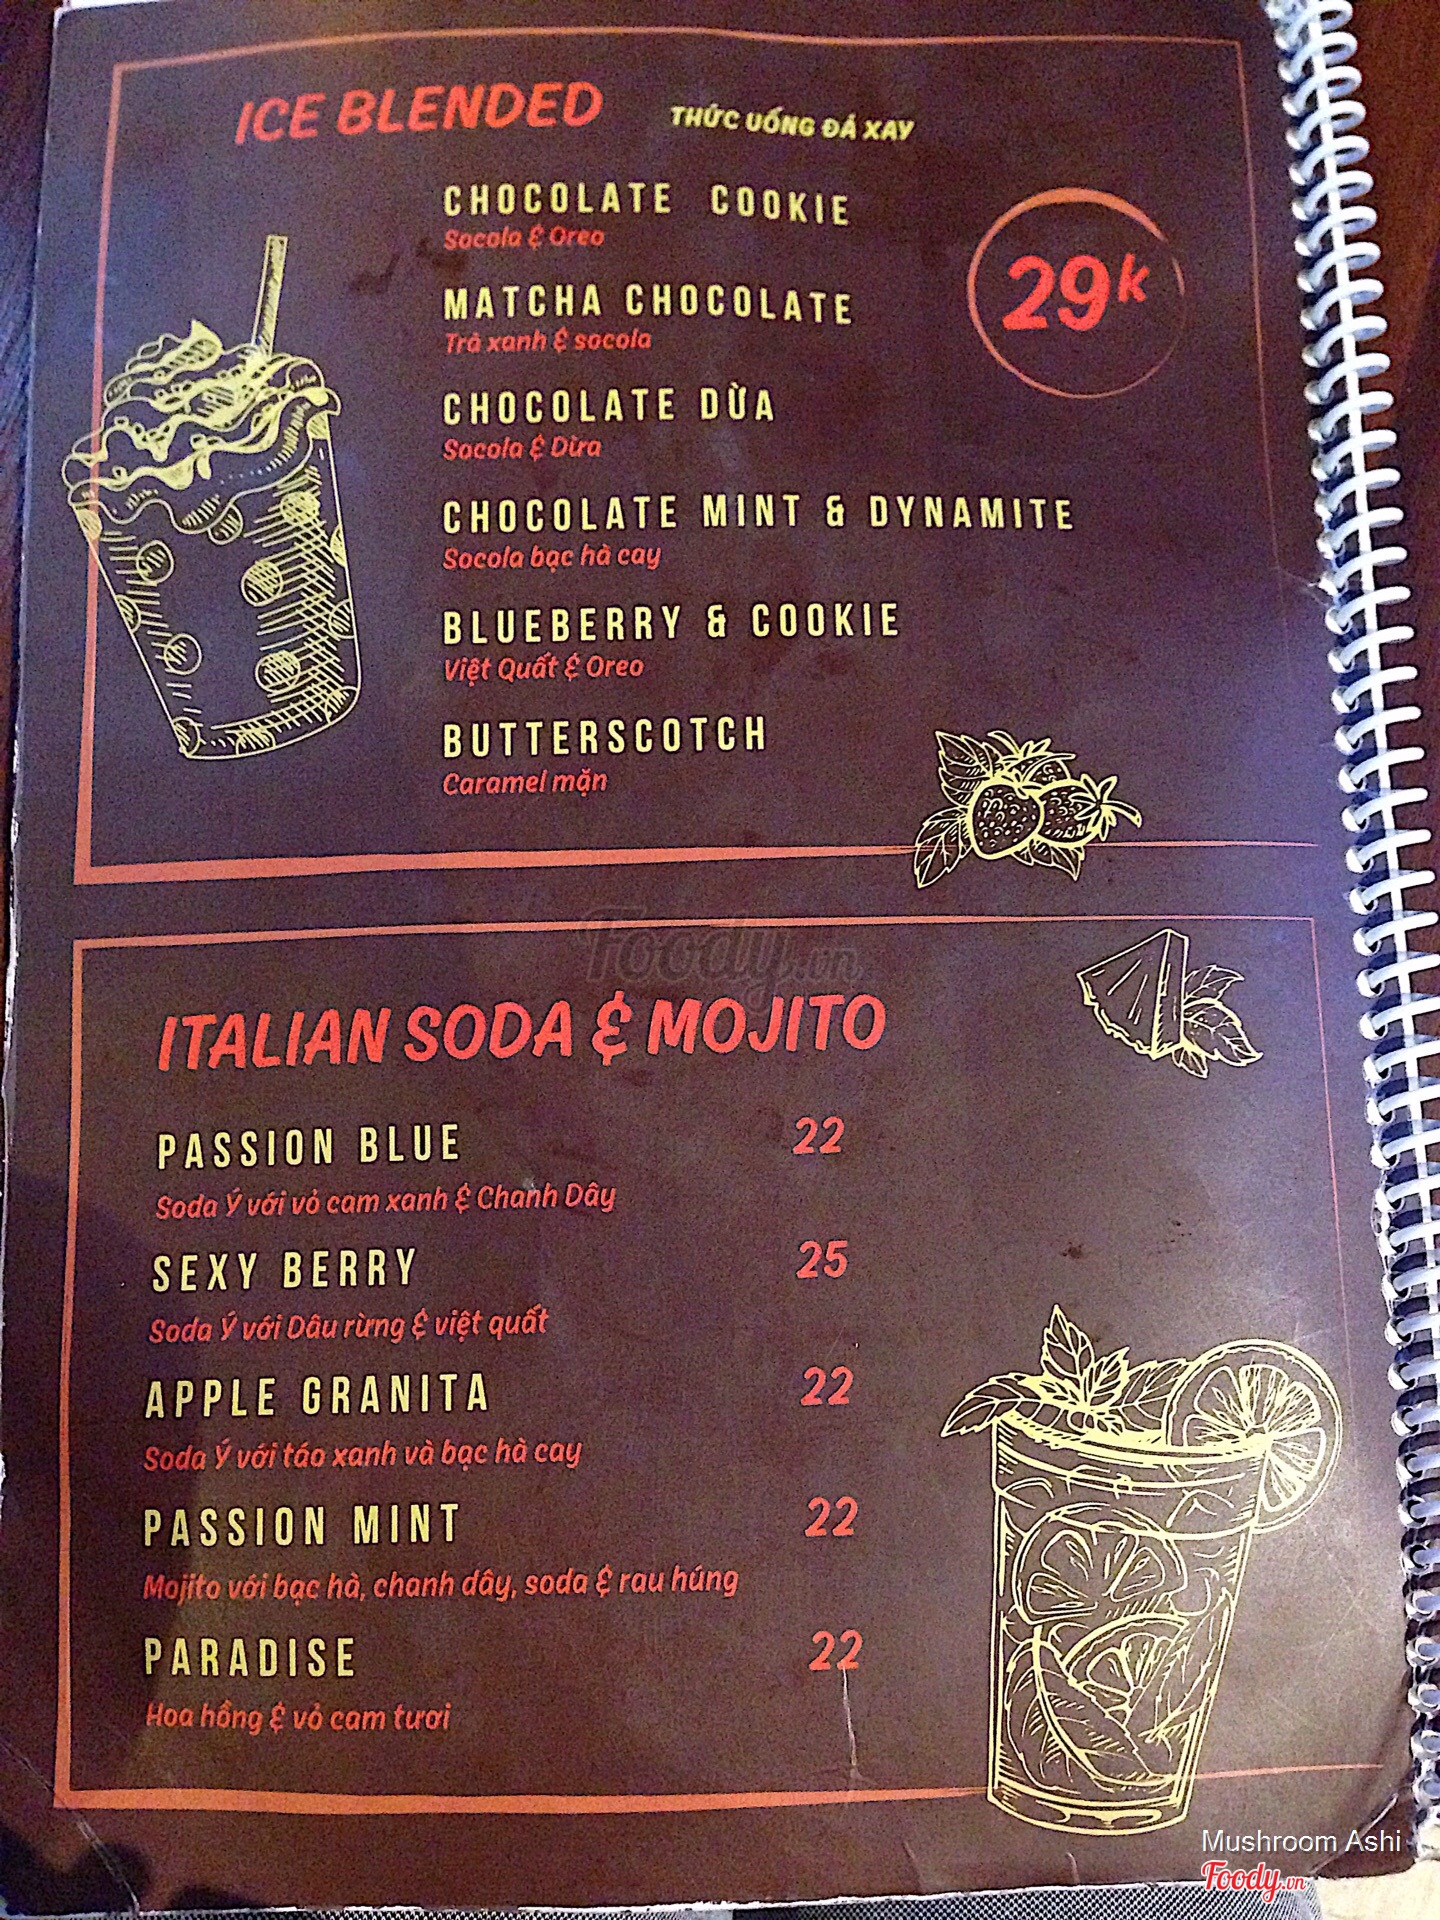 ICE BLENDED THỨC UỐNG ĐÁ XAY
CHOCOLATE COOKIE
Socola & Oreo
29k
MATCHA CHOCOLATE
Trà xanh & socola
CHOCOLATE DỪA
Socola & Dừa
CHOCOLATE MINT & DYNAMITE
Socola bạc hà cay
BLUEBERRY & COOKIE
Việt Quất & Oreo
BUTTERSCOTCH
Caramel mặn
Foody.vn
ITALIAN SODA & MOJITO
PASSION BLUE 22
Soda Ý với vỏ cam xanh & Chanh Dây
SEXY BERRY 25
Soda Ý với Dâu rừng & việt quất
APPLE GRANITA 22
Soda Ý với táo xanh và bạc hà cay
PASSION MINT 22
Mojito với bạc hà, chanh dây, soda & rau húng
PARADISE 22
Hoa hồng & vỏ cam tươi
Mushroom Ashi
Foody.vn